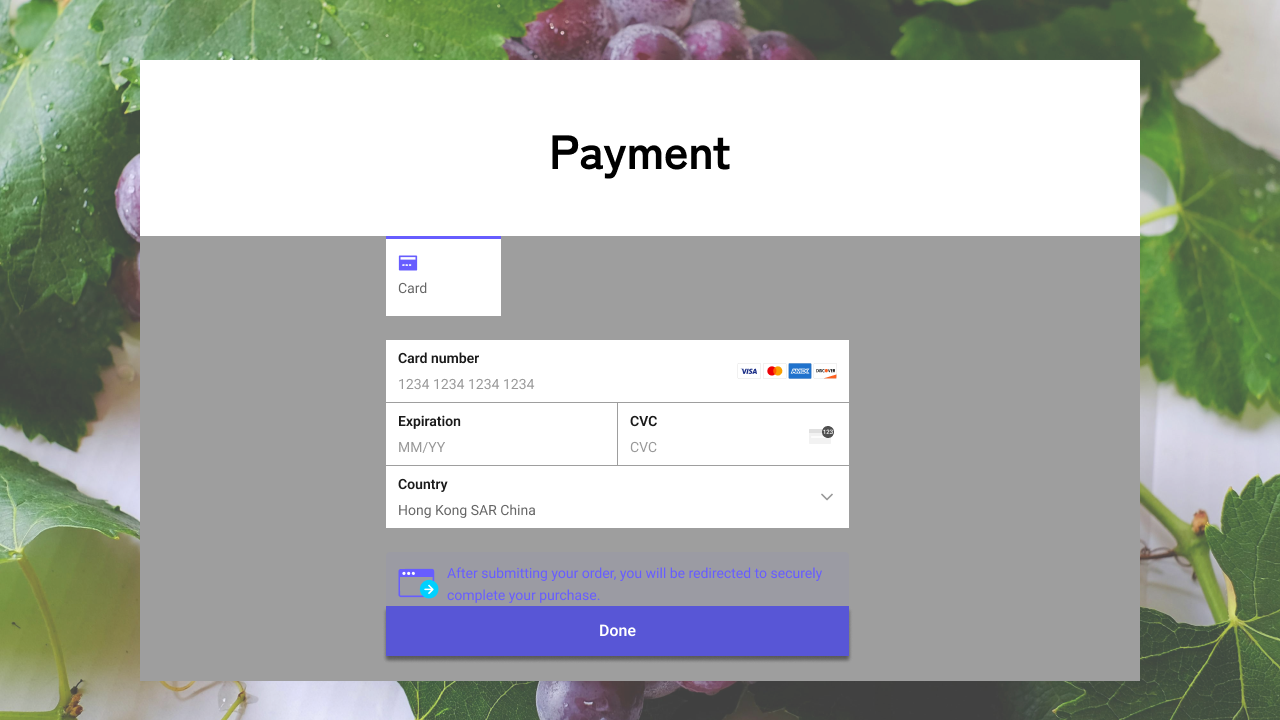 Payment
Card
Card number
1234 1234 1234 1234
VISA
AMEX
DISCOVER
Expiration
MM/YY
CVC
CVC
123
Country
Hong Kong SAR China
After submitting your order, you will be redirected to securely
complete your purchase.
Done